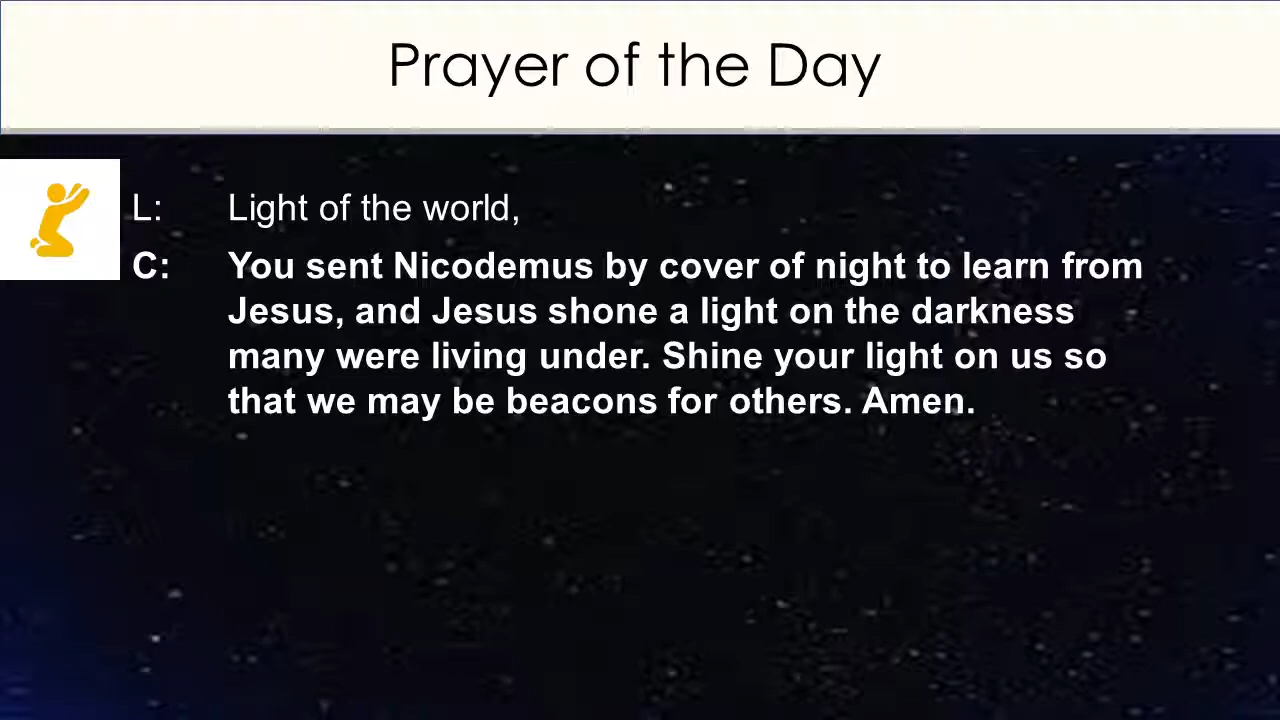 Prayer of the Day
L: Light of the world,
C: You sent Nicodemus by cover of night to learn from
Jesus, and Jesus shone a light on the darkness
many were living under. Shine your light on us so
that we may be beacons for others. Amen.